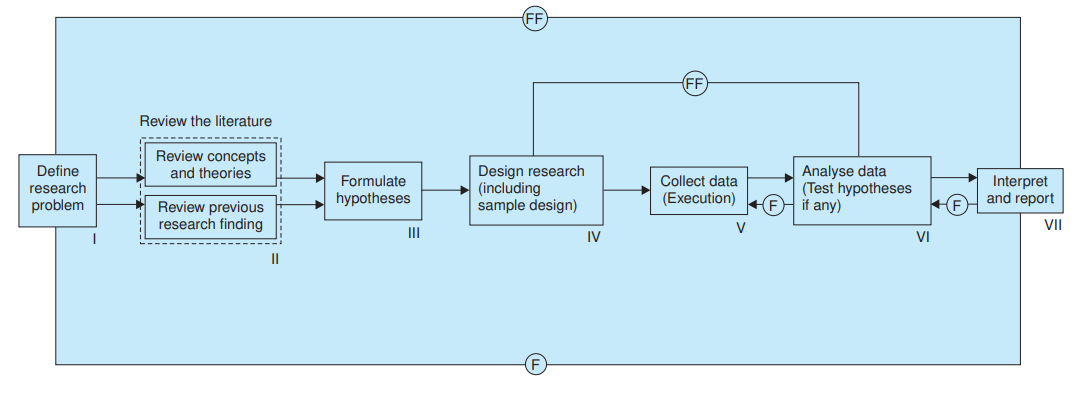 FF
FF
Review the literature
Define
research
problem
I
Review concepts
and theories
Review previous
research finding
II
Formulate
hypotheses
III
Design research
(including
sample design)
IV
Collect data
(Execution)
V
F
Analyse data
(Test hypotheses
if any)
VI
F
Interpret
and report
VII
F